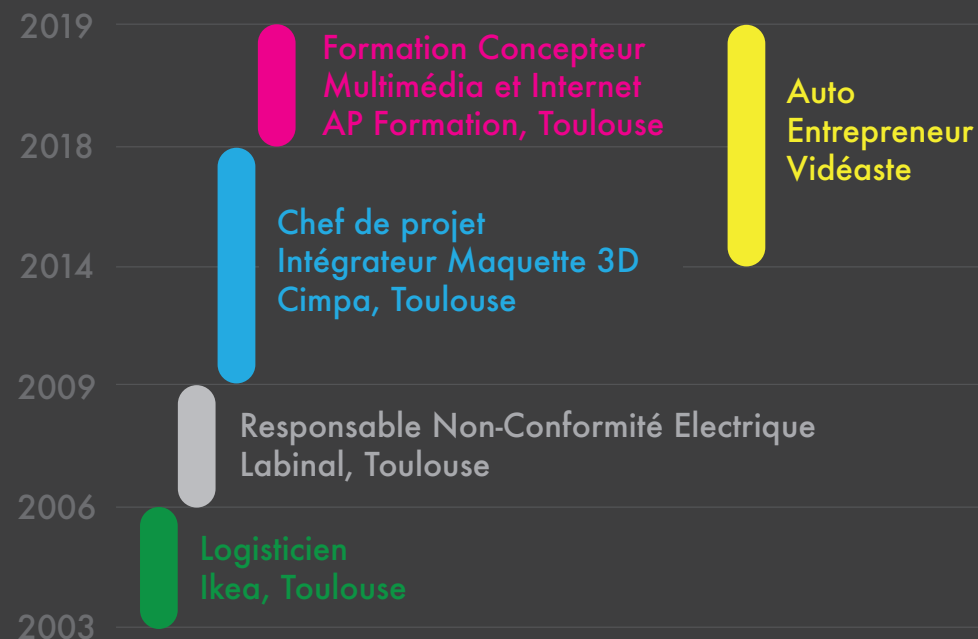 2019
Formation Concepteur
Multimédia et Internet
AP Formation, Toulouse
Auto
Entrepreneur
Vidéaste
2018
Chef de projet
Intégrateur Maquette 3D
Cimpa, Toulouse
2014
2009
Responsable Non-Conformité Electrique
Labinal, Toulouse
2006
Logisticien
Ikea, Toulouse
2003